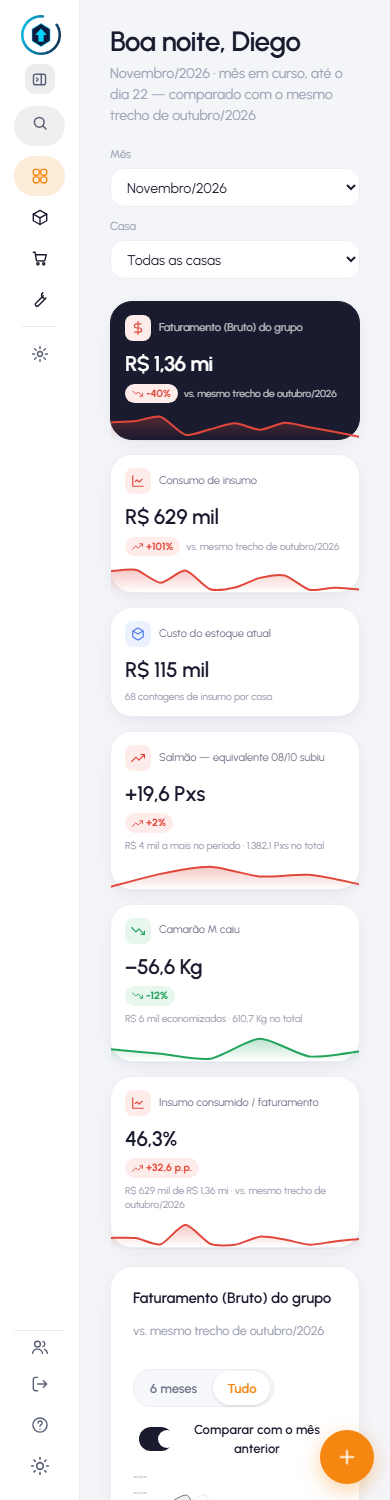 Boa noite, Diego
Novembro/2026 · mês em curso, até o
dia 22 — comparado com o mesmo
trecho de outubro/2026
Mês
Novembro/2026
Casa
Todas as casas
Faturamento (Bruto) do grupo
R$ 1,36 mi
-40% vs. mesmo trecho de outubro/2026
Consumo de insumo
R$ 629 mil
+101% vs. mesmo trecho de outubro/2026
Custo do estoque atual
R$ 115 mil
68 contagens de insumo por casa
Salmão — equivalente 08/10 subiu
+19,6 Pxs
+2%
R$ 4 mil a mais no período · 1.382,1 Pxs no total
Camarão M caiu
−56,6 Kg
-12%
R$ 6 mil economizados · 610,7 Kg no total
Insumo consumido / faturamento
46,3%
+32,6 p.p.
R$ 629 mil de R$ 1,36 mi · vs. mesmo trecho de
outubro/2026
Faturamento (Bruto) do grupo
vs. mesmo trecho de outubro/2026
6 meses Tudo
Comparar com o mês
anterior